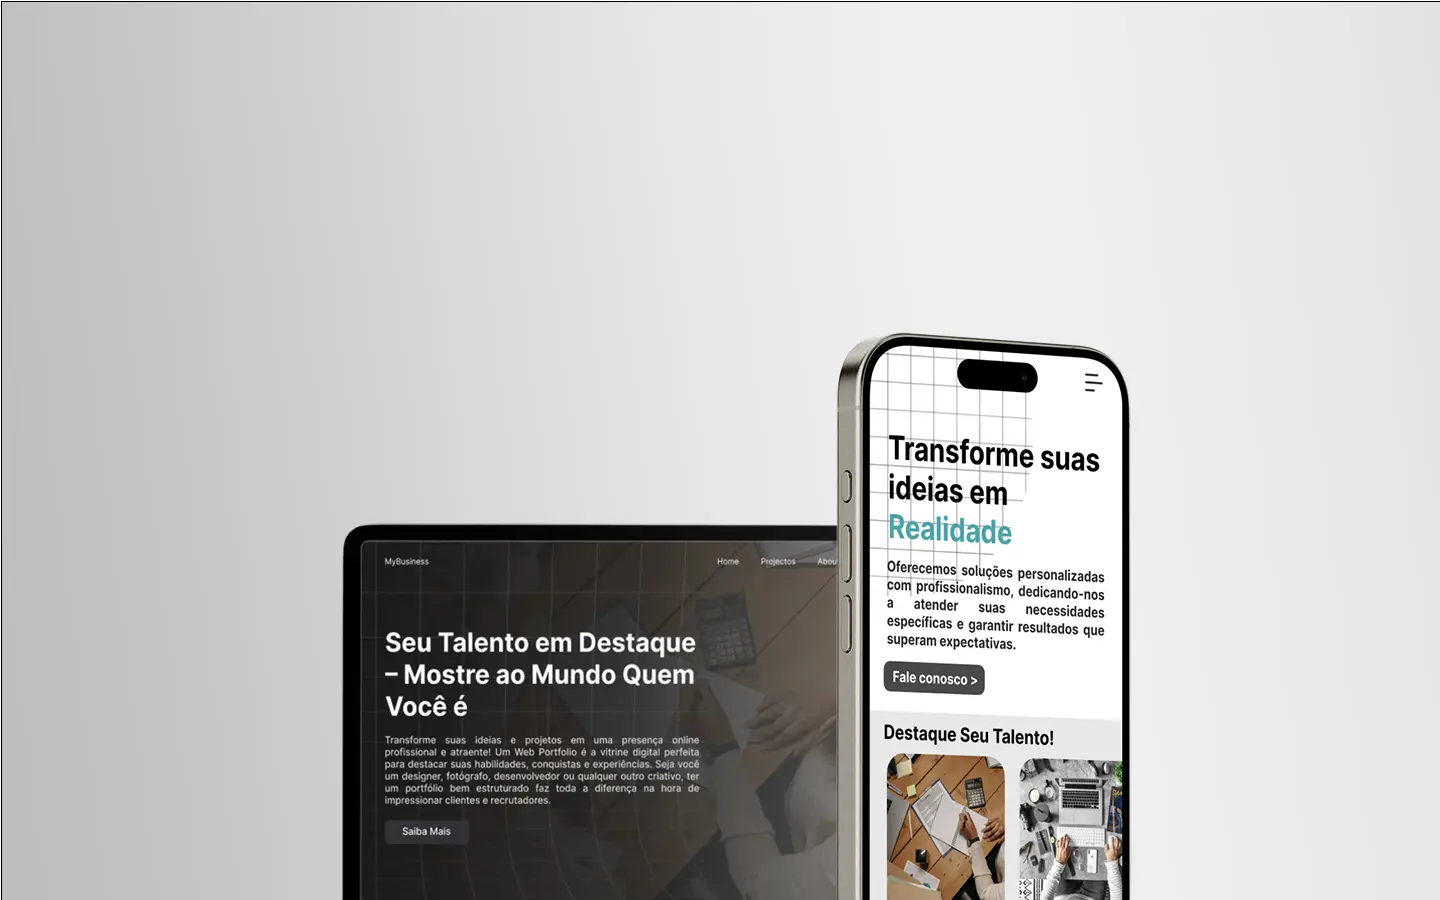 MyBusiness
Home
Projectos
Seu Talento em Destaque
– Mostre ao Mundo Quem
Você é
Transforme suas ideias e projetos em uma presença online
profissional e atraente! Um Web Portfolio é a vitrine digital perfeita
para destacar suas habilidades, conquistas e experiências. Seja você
um designer, fotógrafo, desenvolvedor ou qualquer outro criativo, ter
um portfólio bem estruturado faz toda a diferença na hora de
impressionar clientes e recrutadores.
Saiba Mais
Transforme suas
ideias em
Realidade
Oferecemos soluções personalizadas
com profissionalismo, dedicando-nos
a atender suas necessidades
específicas e garantir resultados que
superam expectativas.
Fale conosco >
Destaque Seu Talento!